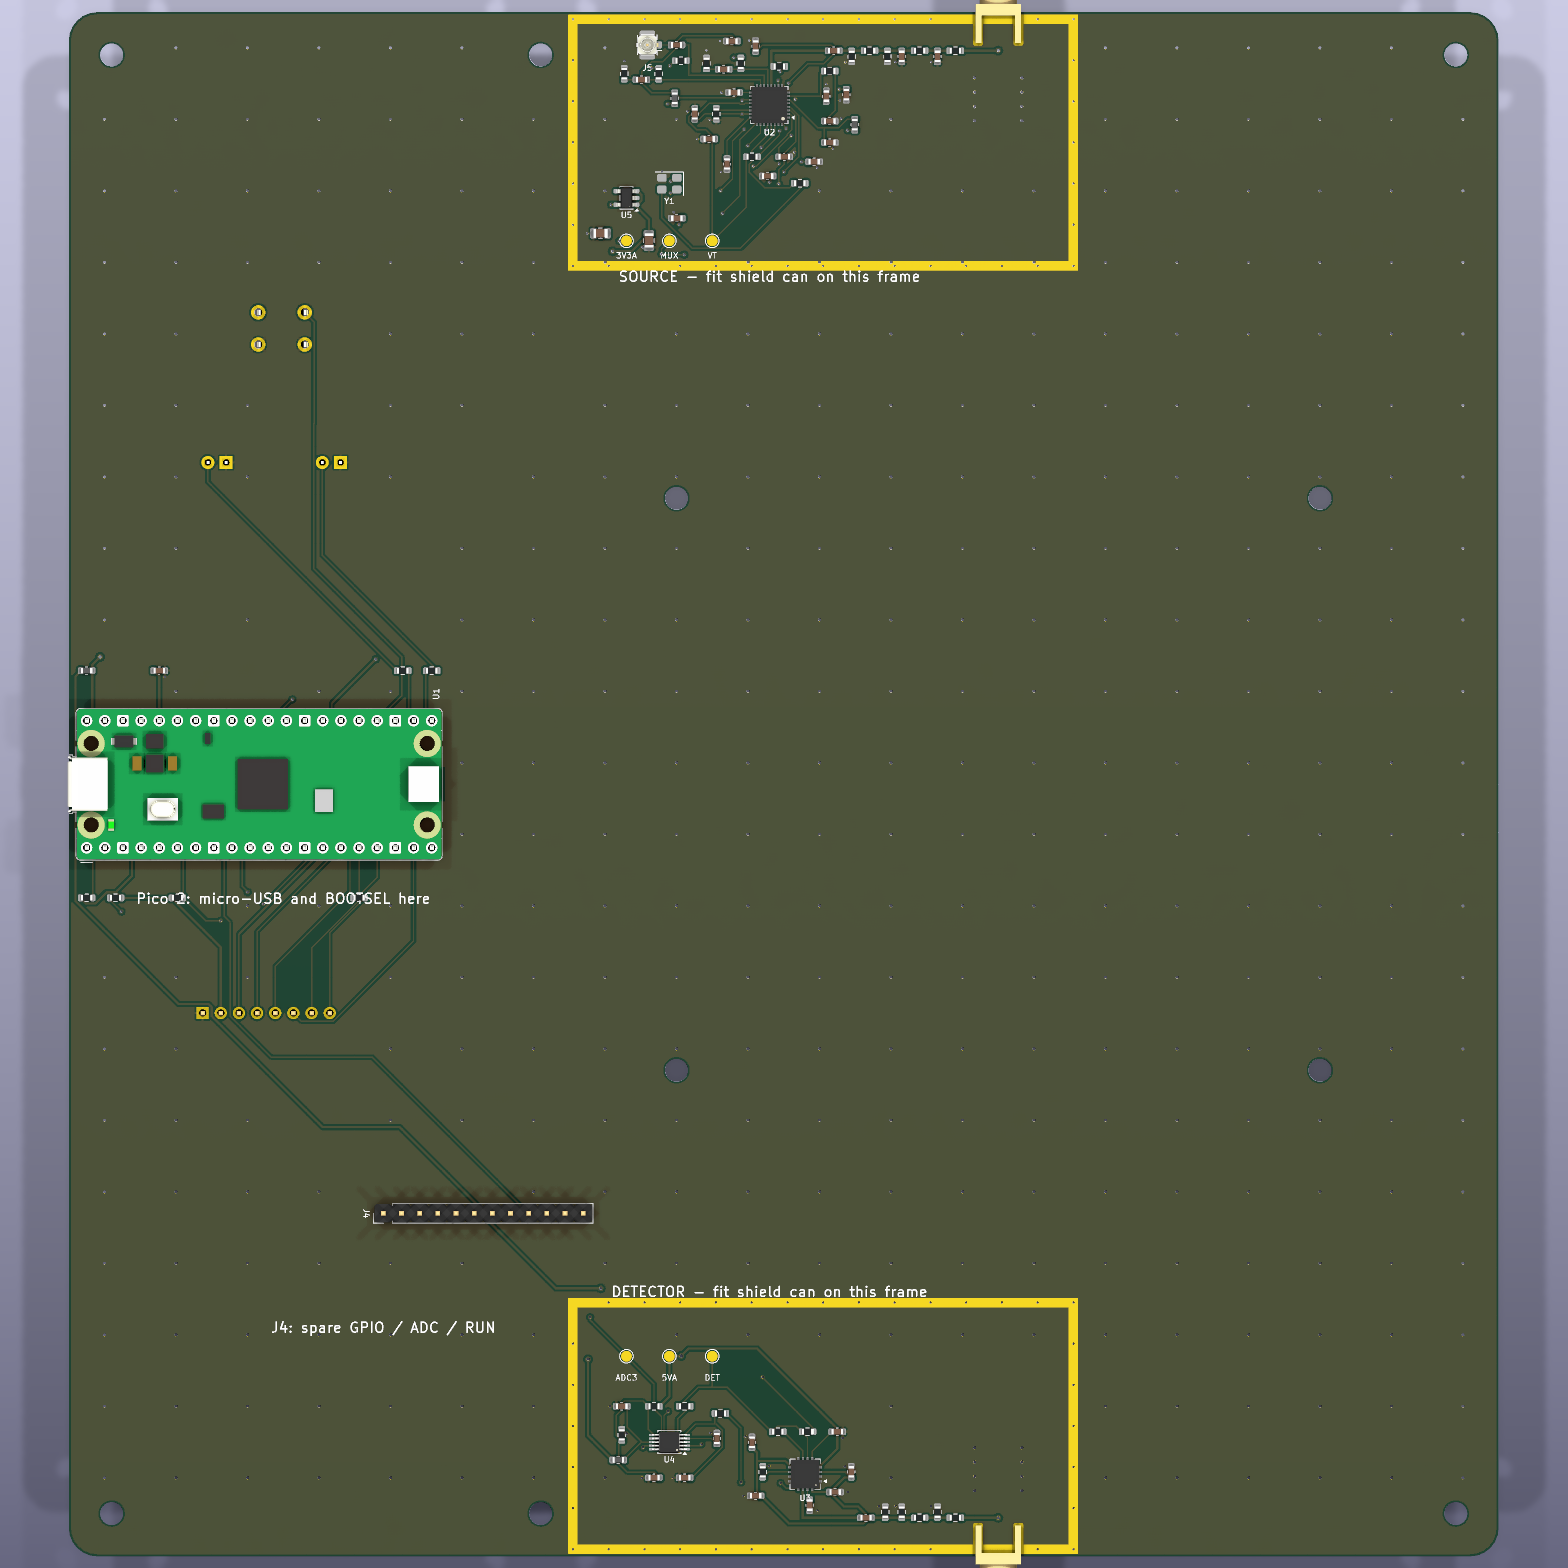 J5
U2
U5
Y1
3V3A MUX VT
SOURCE – fit shield can on this frame
U1
Pico 2: micro-USB and BOOTSEL here
J4
DETECTOR – fit shield can on this frame
J4: spare GPIO / ADC / RUN
ADC3 5VA DET
U4
U3